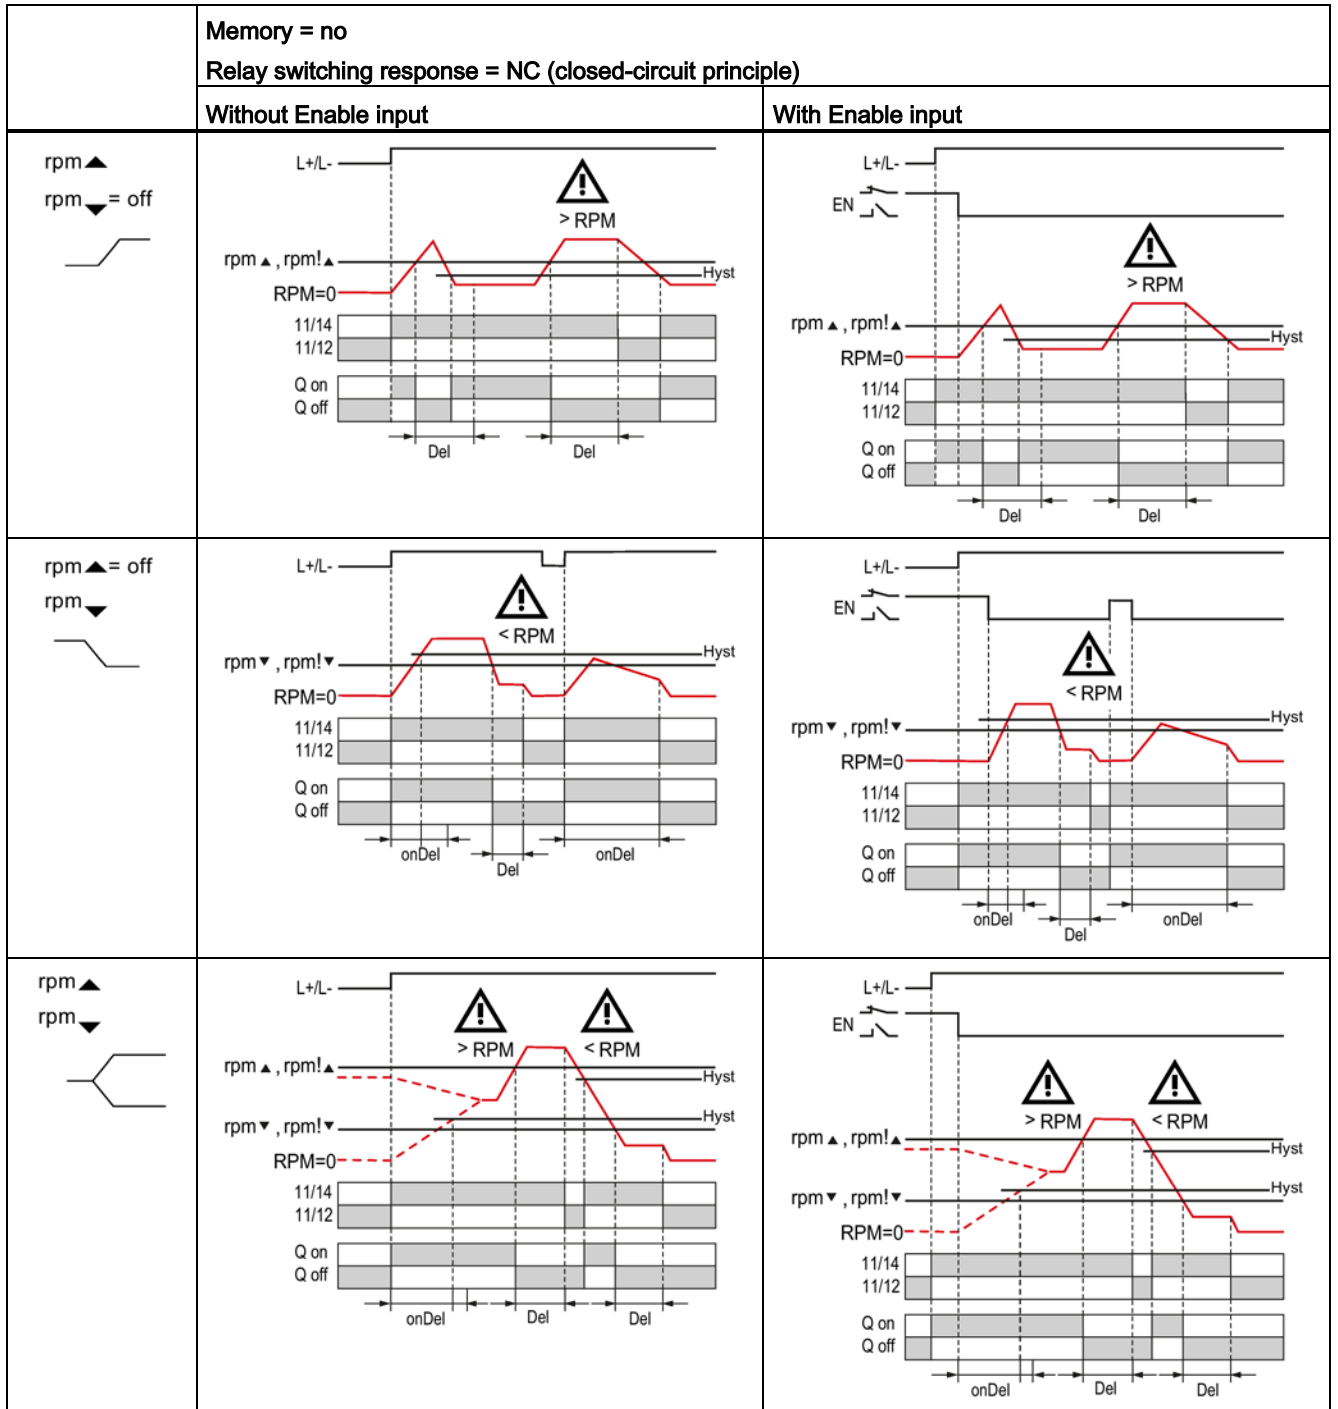 Memory = no
Relay switching response = NC (closed-circuit principle)
Without Enable input
With Enable input
rpm▲
rpm▼= off
L+/L-
> RPM
rpm▲, rpm!▲
Hyst
RPM=0
11/14
11/12
Q on
Q off
Del
Del
L+/L-
EN
> RPM
rpm▲, rpm!▲
Hyst
RPM=0
11/14
11/12
Q on
Q off
Del
Del
rpm▲= off
rpm▼
L+/L-
< RPM
Hyst
rpm▼, rpm!▼
RPM=0
11/14
11/12
Q on
Q off
onDel
Del
onDel
L+/L-
EN
< RPM
Hyst
rpm▼, rpm!▼
RPM=0
11/14
11/12
Q on
Q off
onDel
Del
onDel
rpm▲
rpm▼
L+/L-
> RPM
< RPM
rpm▲, rpm!▲
Hyst
Hyst
rpm▼, rpm!▼
RPM=0
11/14
11/12
Q on
Q off
onDel
Del
Del
L+/L-
EN
> RPM
< RPM
rpm▲, rpm!▲
Hyst
Hyst
rpm▼, rpm!▼
RPM=0
11/14
11/12
Q on
Q off
onDel
Del
Del